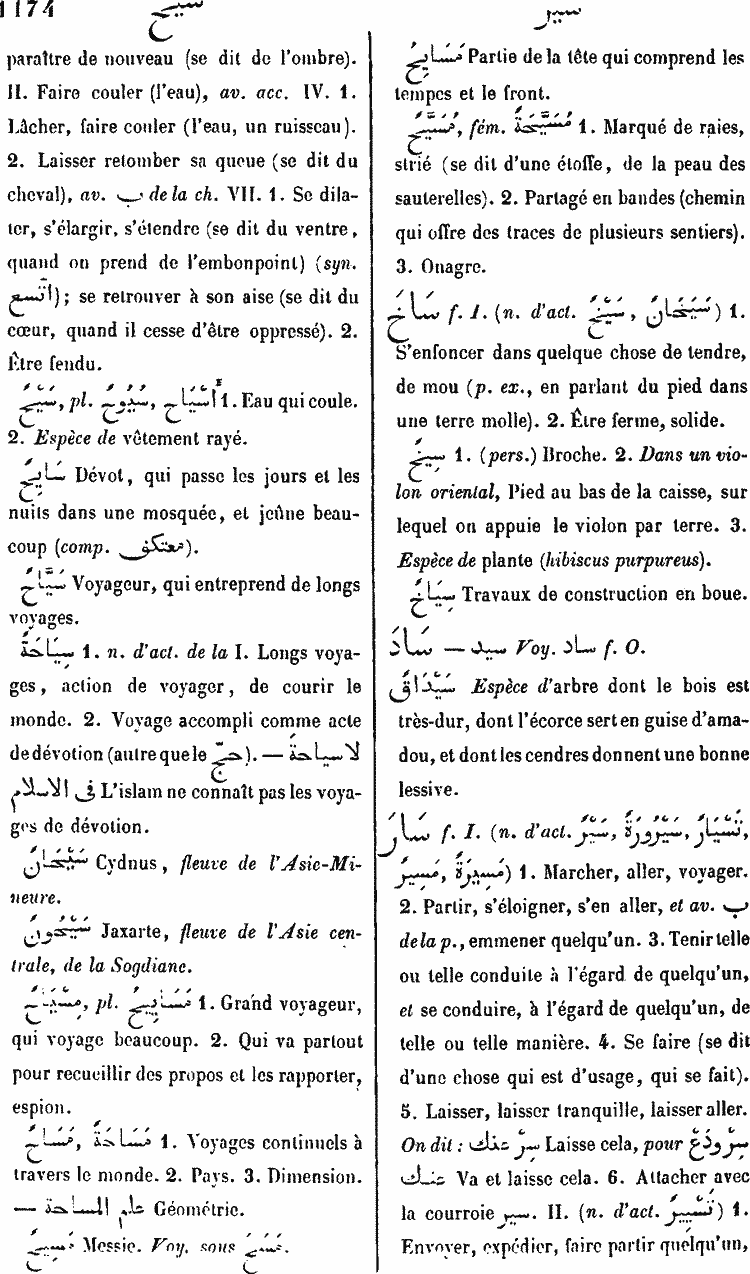 1174
سيح
سير
paraître de nouveau (se dit de l'ombre).
II. Faire couler (l'eau), av. acc. IV. 1.
Lâcher, faire couler (l'eau, un ruisseau).
2. Laisser retomber sa queue (se dit du
cheval), av. ب de la ch. VII. 1. Se dila-
ter, s'élargir, s'étendre (se dit du ventre,
quand on prend de l'embonpoint) (syn.
اتّسع); se retrouver à son aise (se dit du
cœur, quand il cesse d'être oppressé). 2.
Être fendu.
سَيْحٌ, pl. سُيُوحٌ, أَسْيَاحٌ 1. Eau qui coule.
2. Espèce de vêtement rayé.
سَايِحٌ Dévot, qui passe les jours et les
nuits dans une mosquée, et jeûne beau-
coup (comp. معتكف).
سَيَّاحٌ Voyageur, qui entreprend de longs
voyages.
سِيَاحَةٌ 1. n. d'act. de la I. Longs voya-
ges, action de voyager, de courir le
monde. 2. Voyage accompli comme acte
de dévotion (autre que le حجّ). — لا سياحةَ
فى الاسلام L'islam ne connaît pas les voya-
ges de dévotion.
سَيْحَانُ Cydnus, fleuve de l'Asie-Mi-
neure.
سَيْحُونُ Jaxarte, fleuve de l'Asie cen-
trale, de la Sogdiane.
مِسْيَاحٌ, pl. مَسَايِيحُ 1. Grand voyageur,
qui voyage beaucoup. 2. Qui va partout
pour recueillir des propos et les rapporter,
espion.
مَسَاحَةٌ, مَسَاحٌ 1. Voyages continuels à
travers le monde. 2. Pays. 3. Dimension.
— علم المساحة Géométrie.
مَسِيحٌ Messie. Voy. sous مَسَحَ.
مَسَايِحُ Partie de la tête qui comprend les
tempes et le front.
مُسَيَّحٌ, fém. مُسَيَّحَةٌ 1. Marqué de raies,
strié (se dit d'une étoffe, de la peau des
sauterelles). 2. Partagé en bandes (chemin
qui offre des traces de plusieurs sentiers).
3. Onagre.
سَاخَ f. I. (n. d'act. سَيْخٌ, سَيَخَانٌ) 1.
S'enfoncer dans quelque chose de tendre,
de mou (p. ex., en parlant du pied dans
une terre molle). 2. Être ferme, solide.
سِيخٌ 1. (pers.) Broche. 2. Dans un vio-
lon oriental, Pied au bas de la caisse, sur
lequel on appuie le violon par terre. 3.
Espèce de plante (hibiscus purpureus).
سِيَاخٌ Travaux de construction en boue.
سَادَ — سيد Voy. ساد f. O.
سَيْدَاقٌ Espèce d'arbre dont le bois est
très-dur, dont l'écorce sert en guise d'ama-
dou, et dont les cendres donnent une bonne
lessive.
سَارَ f. I. (n. d'act. سَيْرٌ, سَيْرُورَةٌ, تَسْيَارٌ,
مَسِيرٌ, مَسِيرَةٌ) 1. Marcher, aller, voyager.
2. Partir, s'éloigner, s'en aller, et av. ب
de la p., emmener quelqu'un. 3. Tenir telle
ou telle conduite à l'égard de quelqu'un,
et se conduire, à l'égard de quelqu'un, de
telle ou telle manière. 4. Se faire (se dit
d'une chose qui est d'usage, qui se fait).
5. Laisser, laisser tranquille, laisser aller.
On dit: سِرْ عنك Laisse cela, pour سِرْ وَدَعْ
عنك Va et laisse cela. 6. Attacher avec
la courroie سير. II. (n. d'act. تَسْيِيرٌ) 1.
Envoyer, expédier, faire partir quelqu'un,